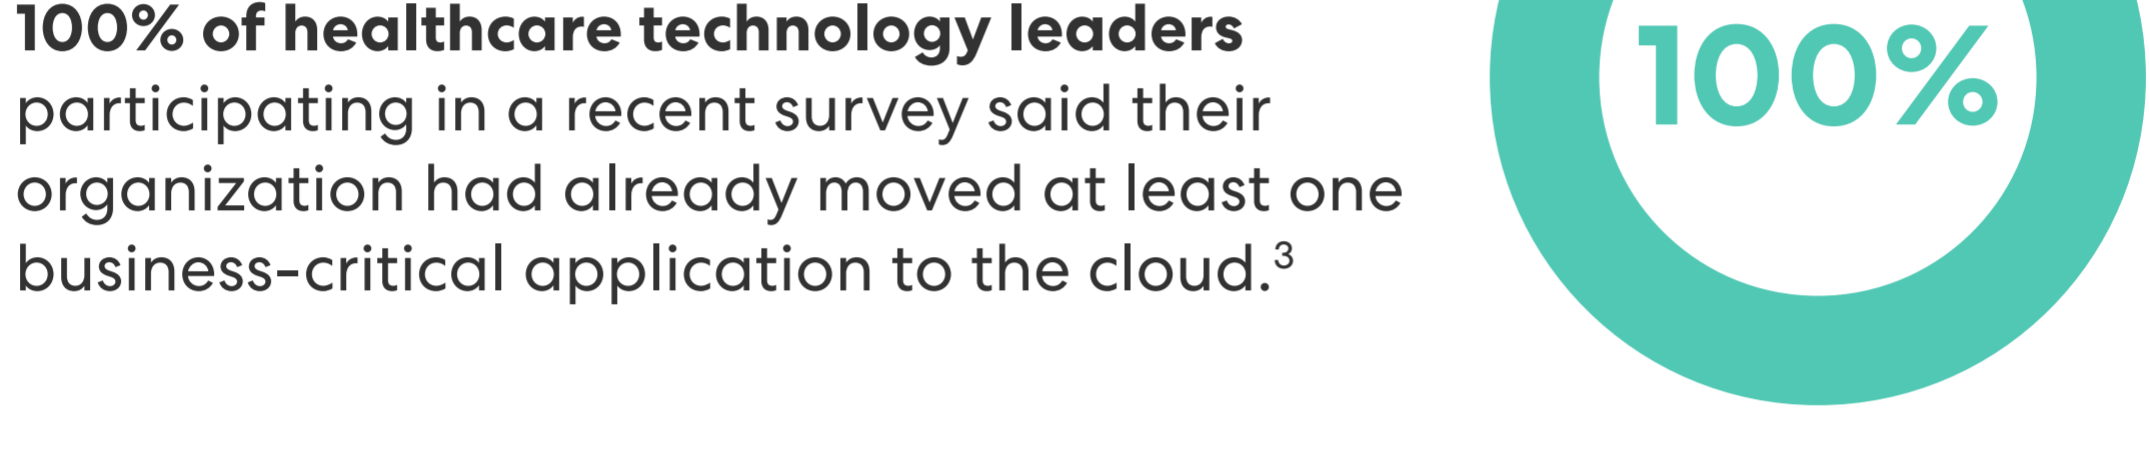 100% of healthcare technology leaders
participating in a recent survey said their
organization had already moved at least one
business-critical application to the cloud.³
100%